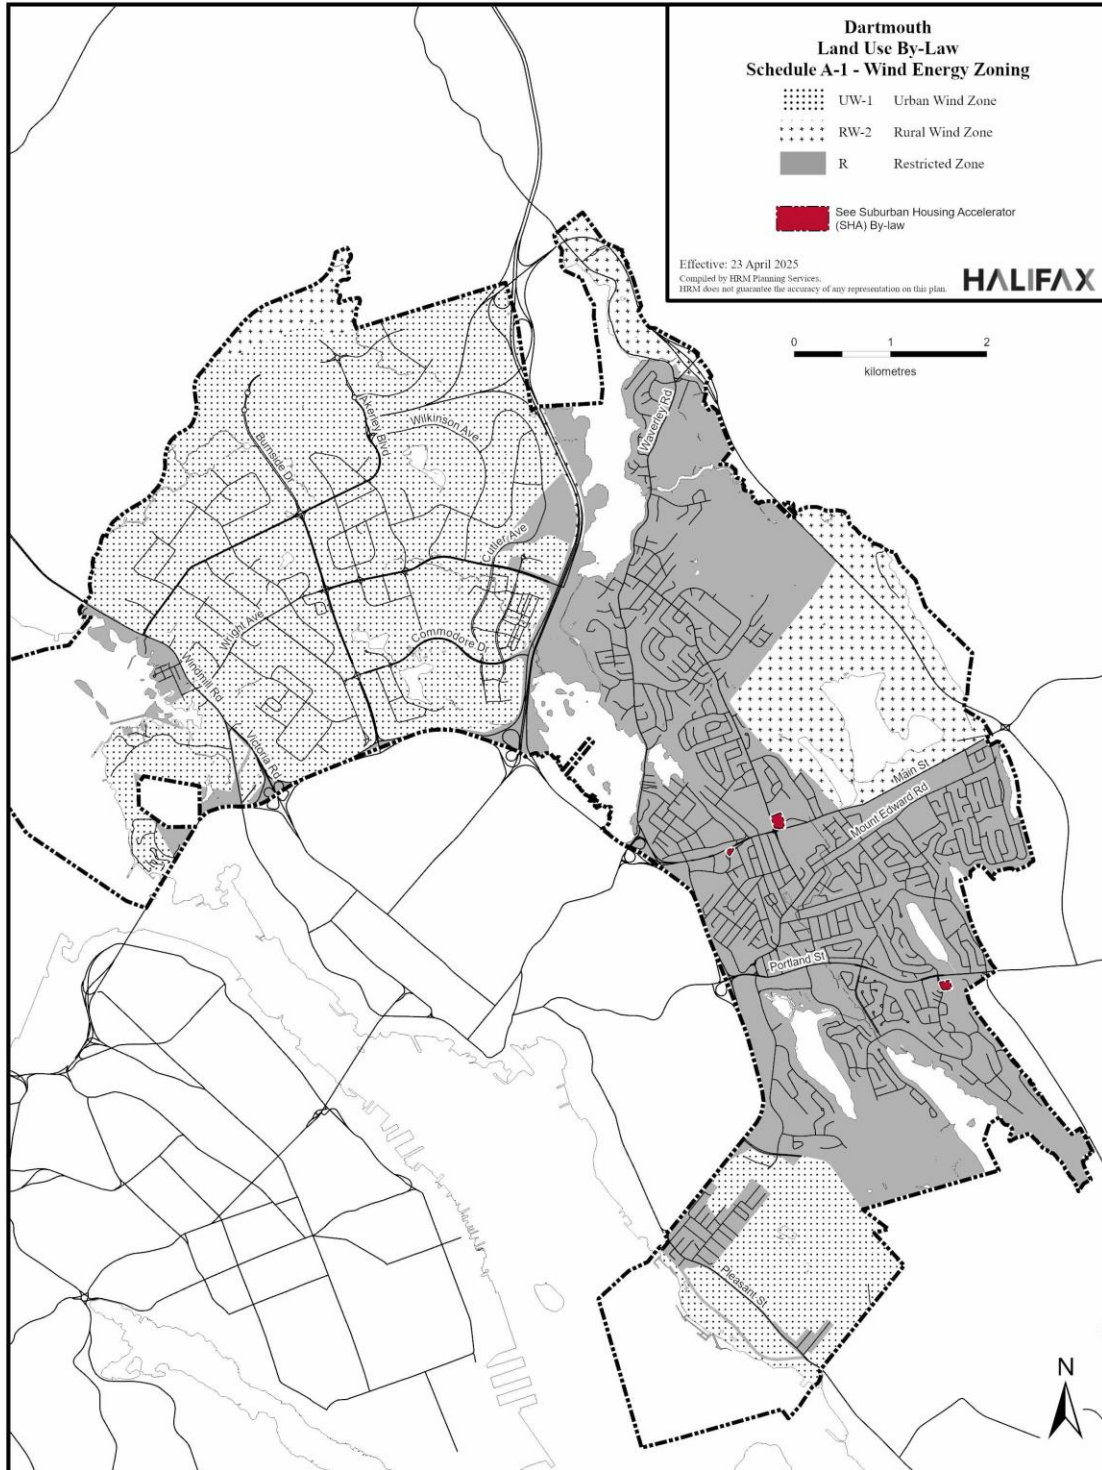 Dartmouth
Land Use By-Law
Schedule A-1 - Wind Energy Zoning
UW-1 Urban Wind Zone
RW-2 Rural Wind Zone
R Restricted Zone
See Suburban Housing Accelerator
(SHA) By-law
Effective: 23 April 2025
Compiled by HRM Planning Services.
HRM does not guarantee the accuracy of any representation on this plan.
HALIFAX
0 1 2
kilometres
Akerley Blvd
Wilkinson Ave
Waverley Rd
Burnside Dr
Cutler Ave
Wright Ave
Commodore Dr
Windmill Rd
Victoria Rd
Main St
Mount Edward Rd
Portland St
Pleasant St
N